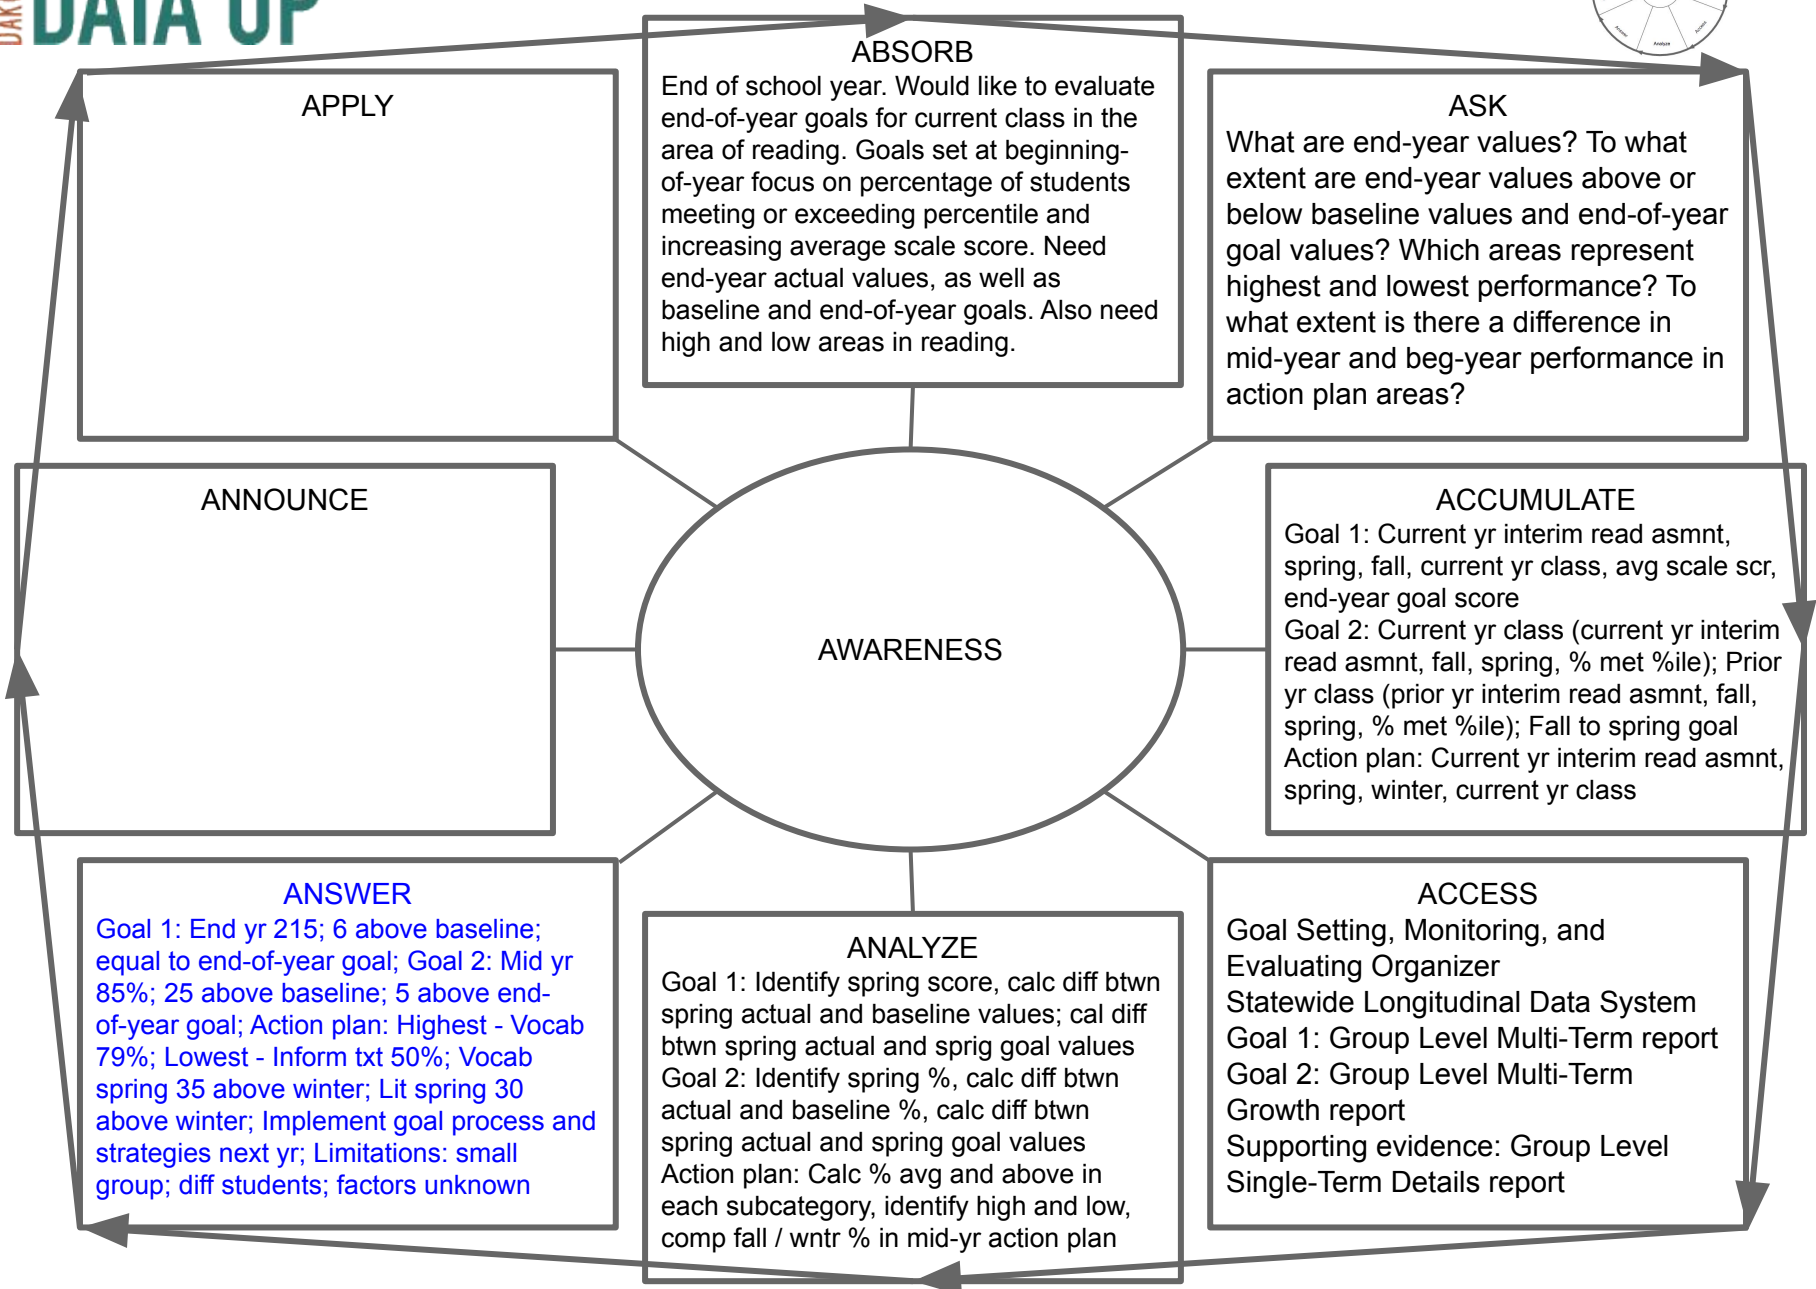 DATA UP
ABSORB
End of school year. Would like to evaluate
end-of-year goals for current class in the
area of reading. Goals set at beginning-
of-year focus on percentage of students
meeting or exceeding percentile and
increasing average scale score. Need
end-year actual values, as well as
baseline and end-of-year goals. Also need
high and low areas in reading.
ASK
What are end-year values? To what
extent are end-year values above or
below baseline values and end-of-year
goal values? Which areas represent
highest and lowest performance? To
what extent is there a difference in
mid-year and beg-year performance in
action plan areas?
ACCUMULATE
Goal 1: Current yr interim read asmnt,
spring, fall, current yr class, avg scale scr,
end-year goal score
Goal 2: Current yr class (current yr interim
read asmnt, fall, spring, % met %ile); Prior
yr class (prior yr interim read asmnt, fall,
spring, % met %ile); Fall to spring goal
Action plan: Current yr interim read asmnt,
spring, winter, current yr class
ACCESS
Goal Setting, Monitoring, and
Evaluating Organizer
Statewide Longitudinal Data System
Goal 1: Group Level Multi-Term report
Goal 2: Group Level Multi-Term
Growth report
Supporting evidence: Group Level
Single-Term Details report
ANALYZE
Goal 1: Identify spring score, calc diff btwn
spring actual and baseline values; cal diff
btwn spring actual and sprig goal values
Goal 2: Identify spring %, calc diff btwn
actual and baseline %, calc diff btwn
spring actual and spring goal values
Action plan: Calc % avg and above in
each subcategory, identify high and low,
comp fall / wntr % in mid-yr action plan
ANSWER
Goal 1: End yr 215; 6 above baseline;
equal to end-of-year goal; Goal 2: Mid yr
85%; 25 above baseline; 5 above end-
of-year goal; Action plan: Highest - Vocab
79%; Lowest - Inform txt 50%; Vocab
spring 35 above winter; Lit spring 30
above winter; Implement goal process and
strategies next yr; Limitations: small
group; diff students; factors unknown
ANNOUNCE
APPLY
AWARENESS
Answer
Analyze
Access